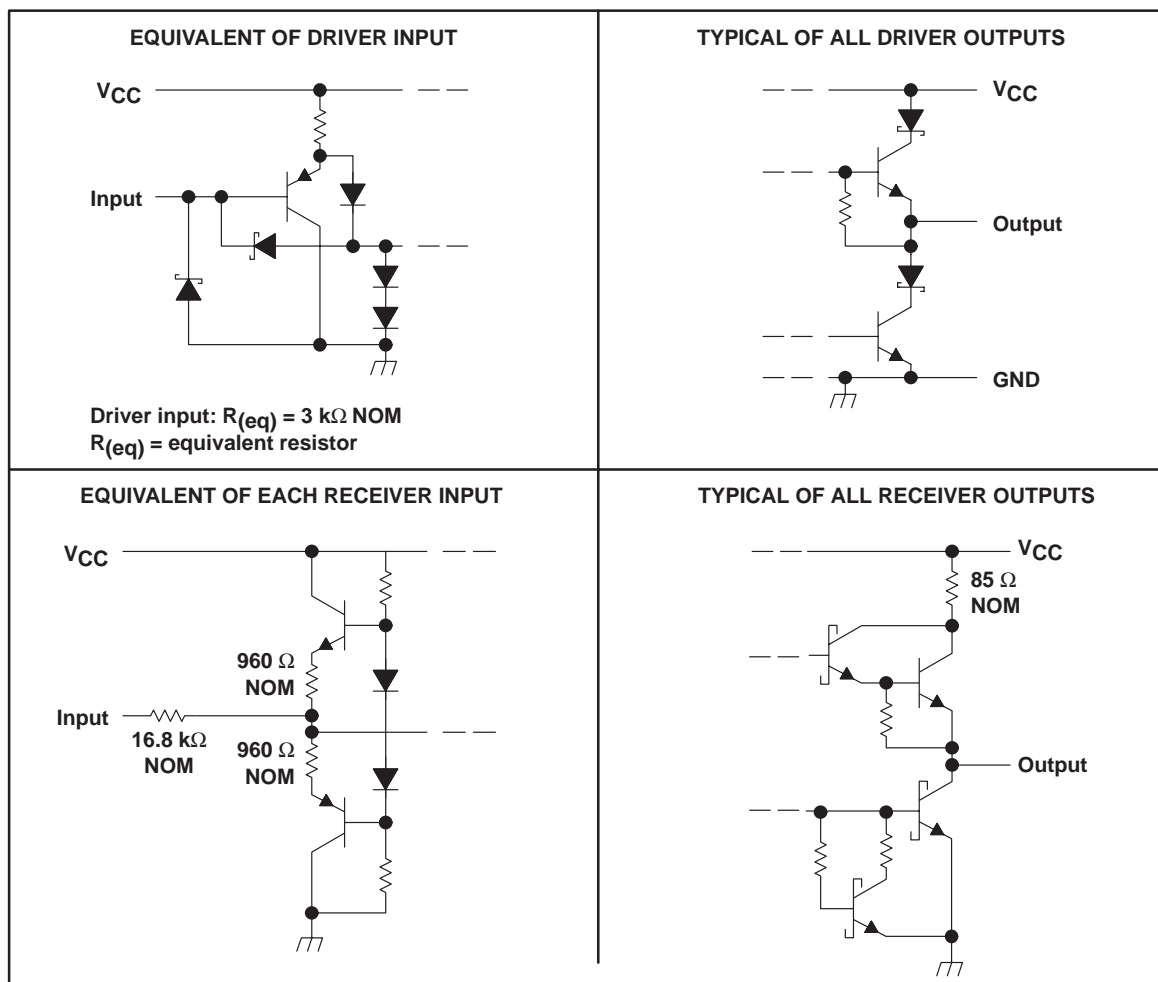 EQUIVALENT OF DRIVER INPUT
VCC
Input
Driver input: R(eq) = 3 kΩ NOM
R(eq) = equivalent resistor
TYPICAL OF ALL DRIVER OUTPUTS
VCC
Output
GND
EQUIVALENT OF EACH RECEIVER INPUT
VCC
960 Ω
NOM
Input
16.8 kΩ
NOM
960 Ω
NOM
TYPICAL OF ALL RECEIVER OUTPUTS
VCC
85 Ω
NOM
Output